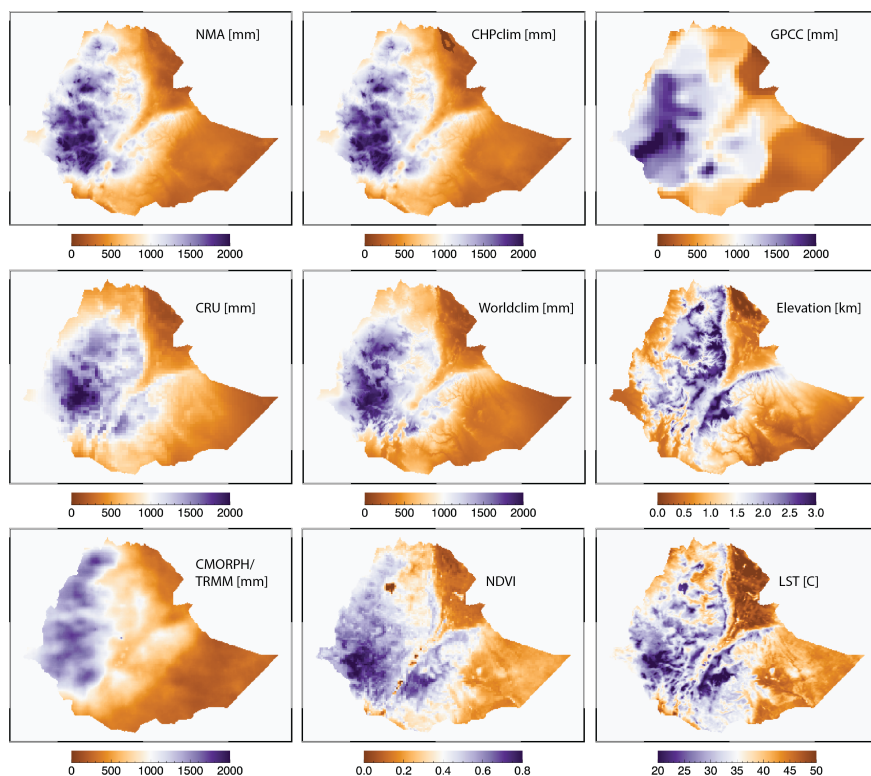 NMA [mm]
CHPclim [mm]
GPCC [mm]
0 500 1000 1500 2000
0 500 1000 1500 2000
0 500 1000 1500 2000
CRU [mm]
Worldclim [mm]
Elevation [km]
0 500 1000 1500 2000
0 500 1000 1500 2000
0.0 0.5 1.0 1.5 2.0 2.5 3.0
CMORPH/
TRMM [mm]
NDVI
LST [C]
0 500 1000 1500 2000
0.0 0.2 0.4 0.6 0.8
20 25 30 35 40 45 50